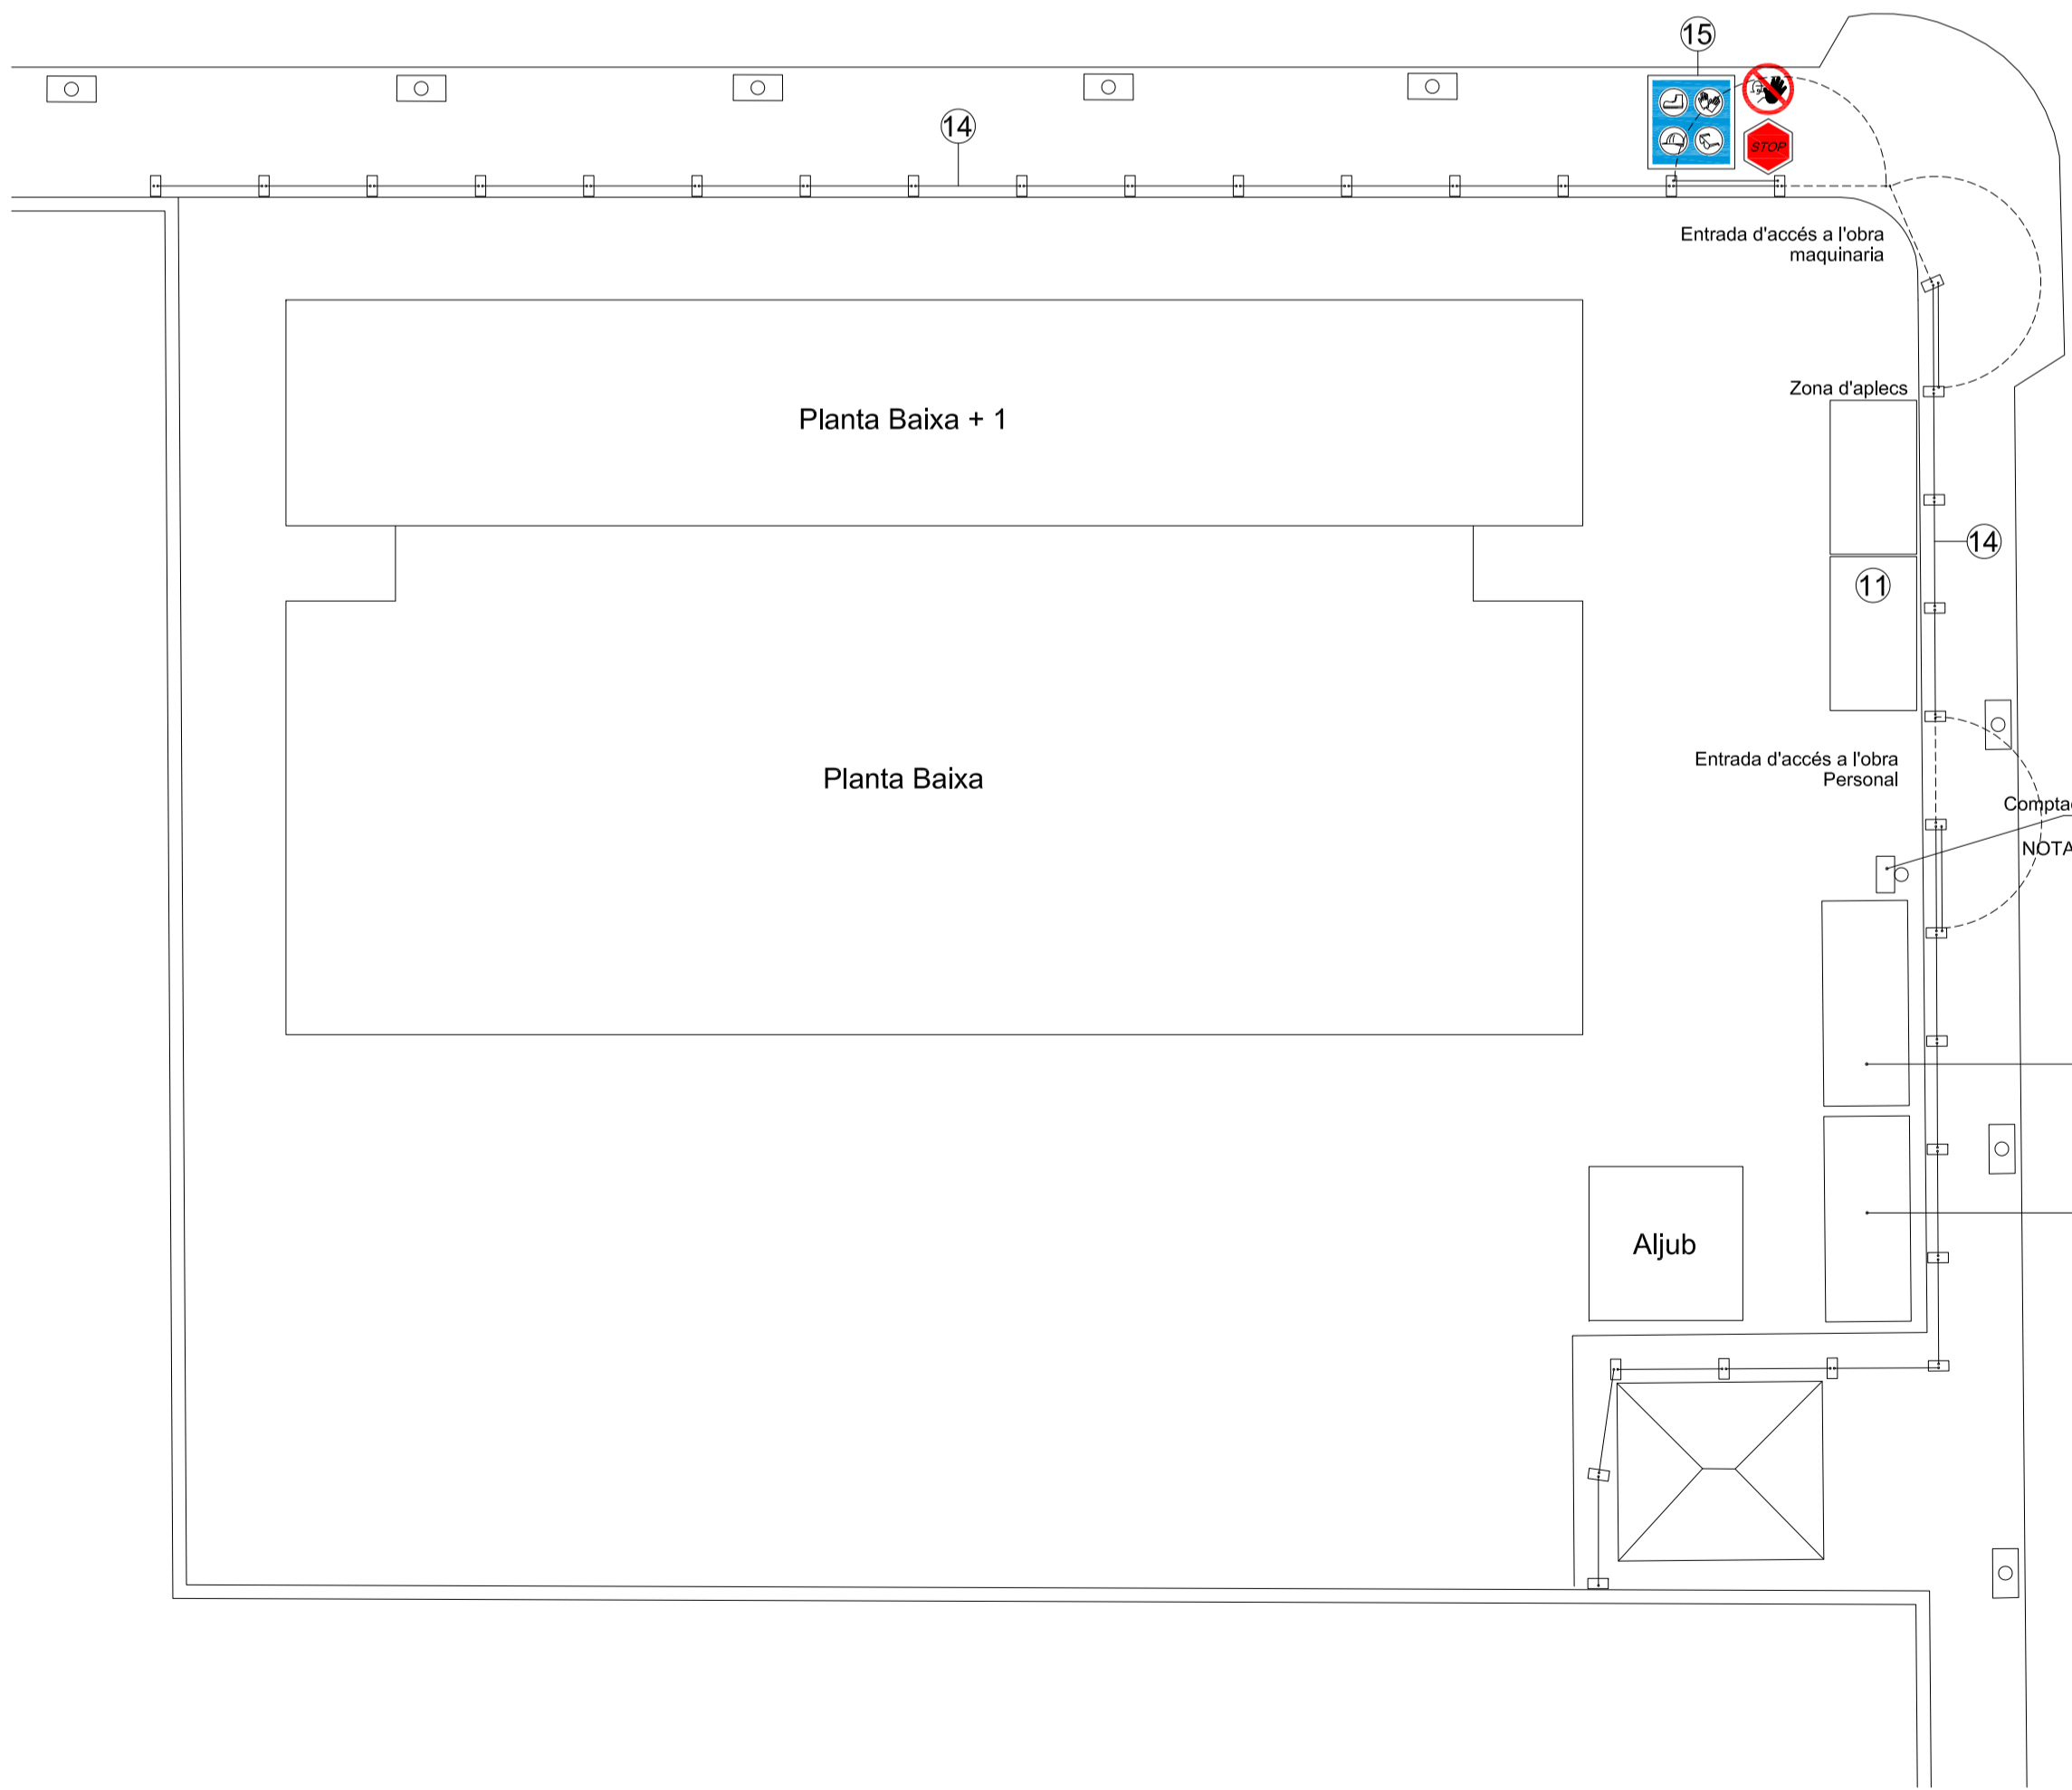 15
14
STOP
Entrada d'accés a l'obra
maquinaria
Zona d'aplecs
Planta Baixa + 1
14
11
Entrada d'accés a l'obra
Personal
Planta Baixa
NOTA
Aljub